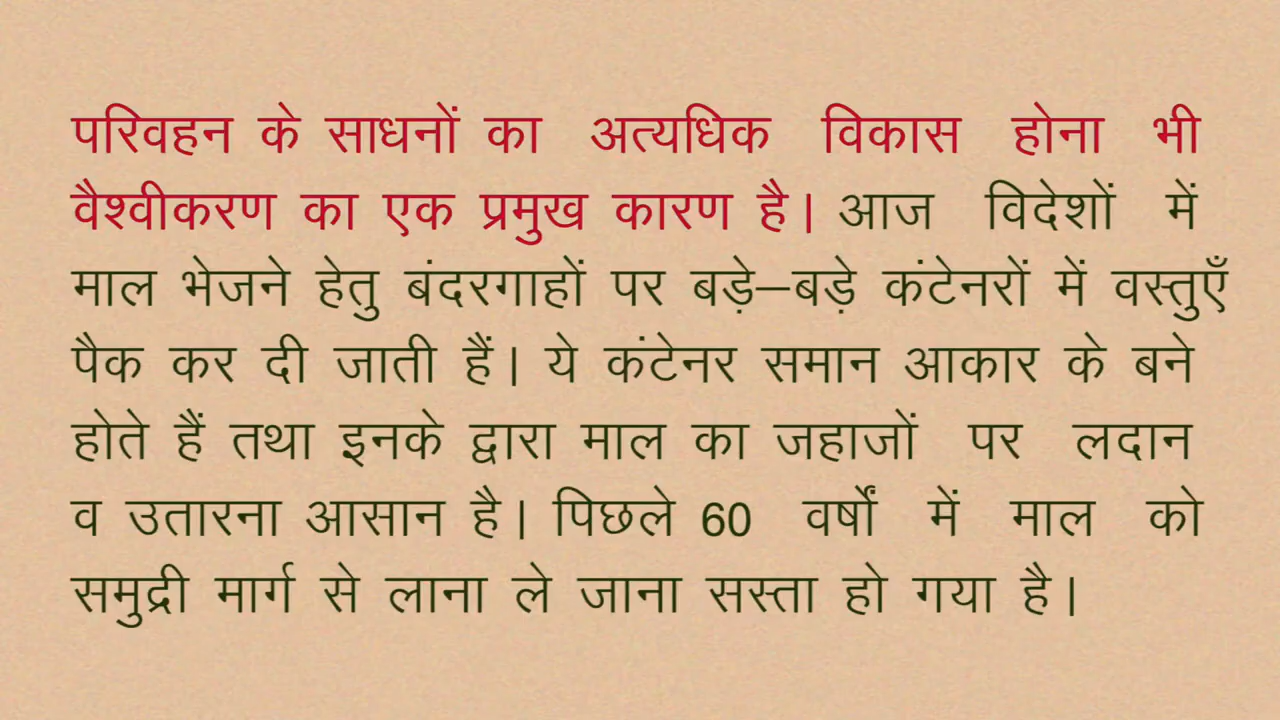 परिवहन के साधनों का अत्यधिक विकास होना भी
वैश्वीकरण का एक प्रमुख कारण है। आज विदेशों में
माल भेजने हेतु बंदरगाहों पर बड़े–बड़े कंटेनरों में वस्तुएँ
पैक कर दी जाती हैं। ये कंटेनर समान आकार के बने
होते हैं तथा इनके द्वारा माल का जहाजों पर लदान
व उतारना आसान है। पिछले 60 वर्षों में माल को
समुद्री मार्ग से लाना ले जाना सस्ता हो गया है।